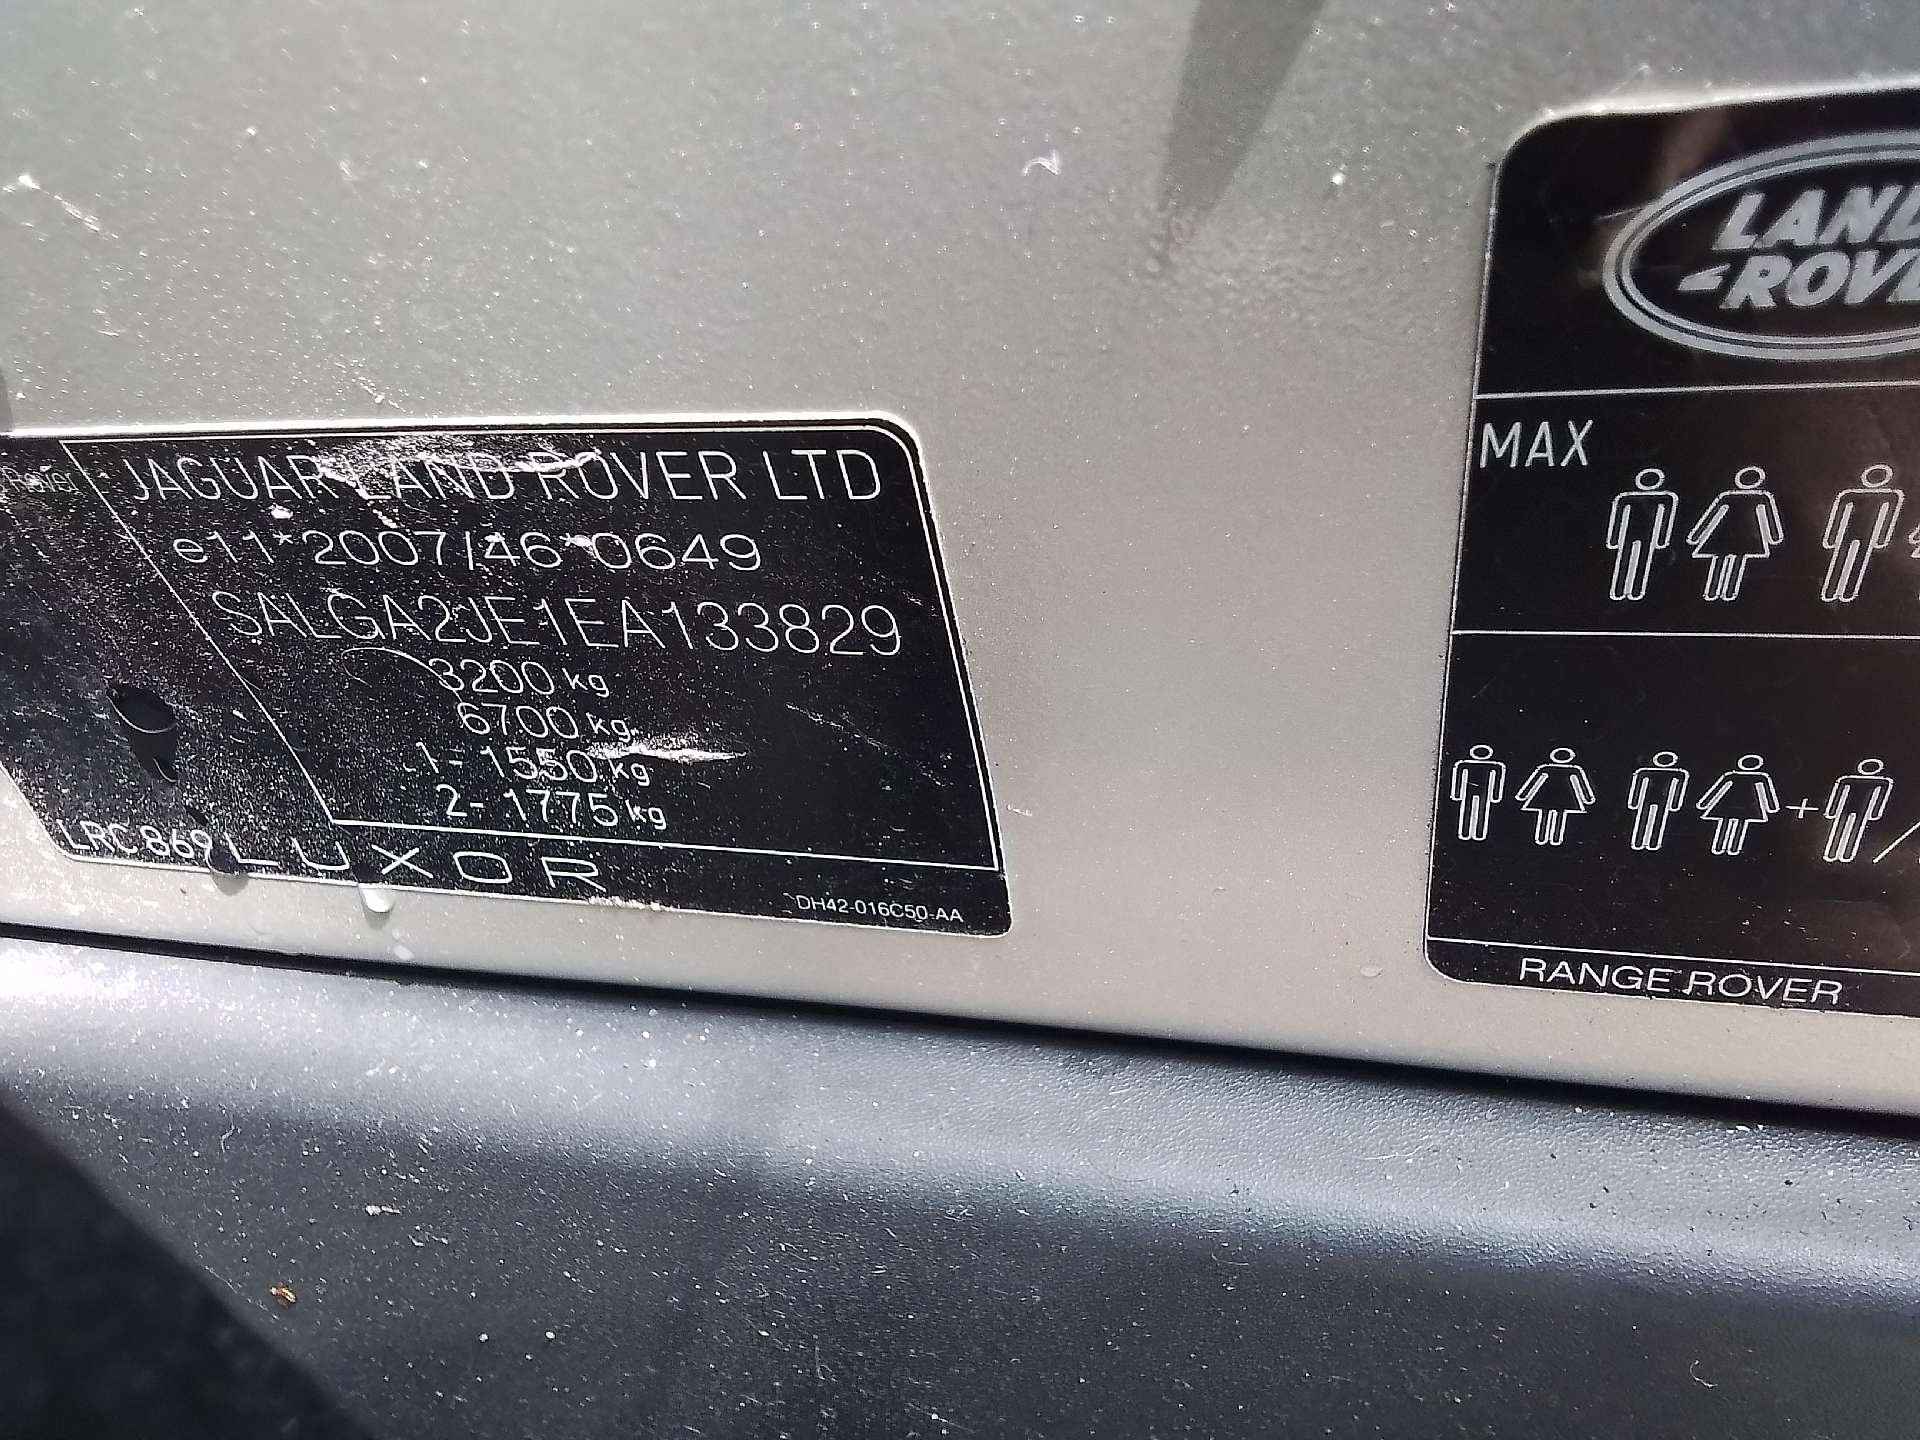 JAGUAR LAND ROVER LTD
e11*2007/46*0649
SALGA2JE1EA133829
3200 kg
6700 kg
1- 1550 kg
2- 1775 kg
LRC 869 LUXOR
DH42-016C50-AA
LAND
ROVE
MAX
+
/
RANGE ROVER